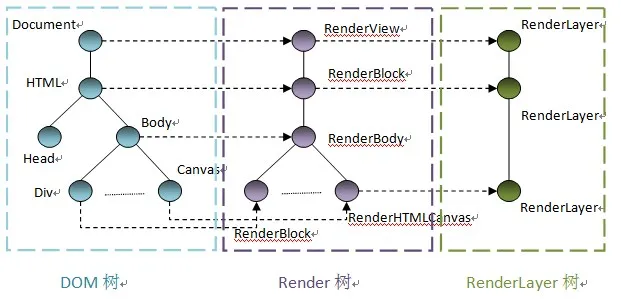 Document
RenderView
RenderLayer
HTML
RenderBlock
RenderLayer
Body
RenderBody
Head
Canvas
Div
..........
..........
RenderHTMLCanvas
RenderLayer
RenderBlock
DOM 树
Render 树
RenderLayer 树